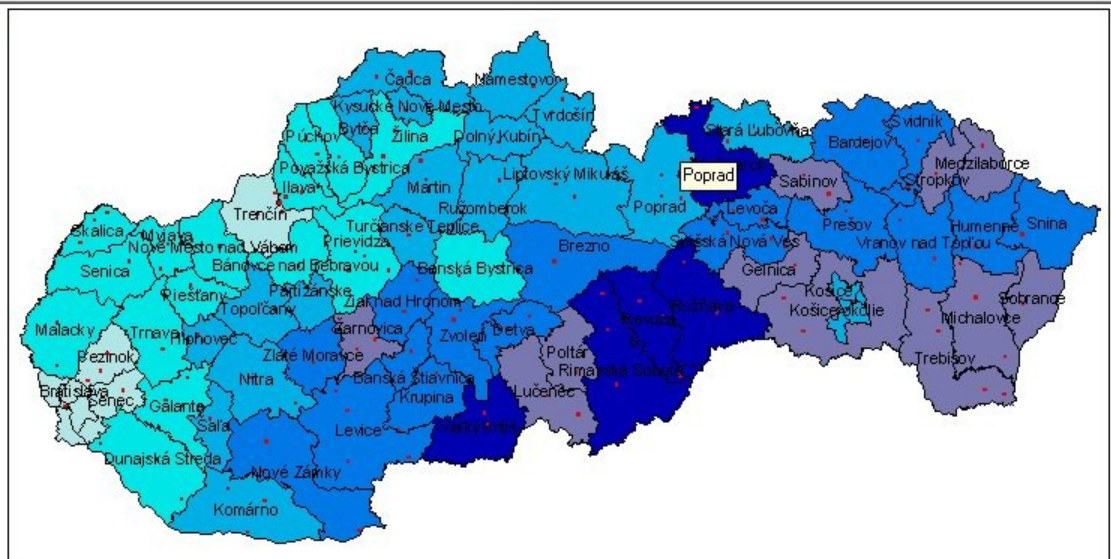 Čadca
Námestovo
Kysucké Nové Mesto
Tvrdošín
Púchov
Bytča
Žilina
Dolný Kubín
Stará Ľubovňa
Svidník
Bardejov
Považská Bystrica
Ilava
Martin
Liptovský Mikuláš
Poprad
Sabinov
Medzilaborce
Stropkov
Trenčín
Ružomberok
Poprad
Levoča
Prešov
Humenné
Snina
Skalica
Myjava
Nové Mesto nad Váhom
Turčianske Teplice
Prievidza
Brezno
Spišská Nová Ves
Vranov nad Topľou
Senica
Bánovce nad Bebravou
Banská Bystrica
Gelnica
Piešťany
Partizánske
Topoľčany
Žiar nad Hronom
Revúca
Rožňava
Košice
Košice-okolie
Sobrance
Michalovce
Malacky
Trnava
Hlohovec
Žarnovica
Zvolen
Detva
Pezinok
Zlaté Moravce
Poltár
Rimavská Sobota
Trebišov
Bratislava
Senec
Nitra
Banská Štiavnica
Krupina
Lučenec
Galanta
Šaľa
Levice
Veľký Krtíš
Dunajská Streda
Nové Zámky
Komárno